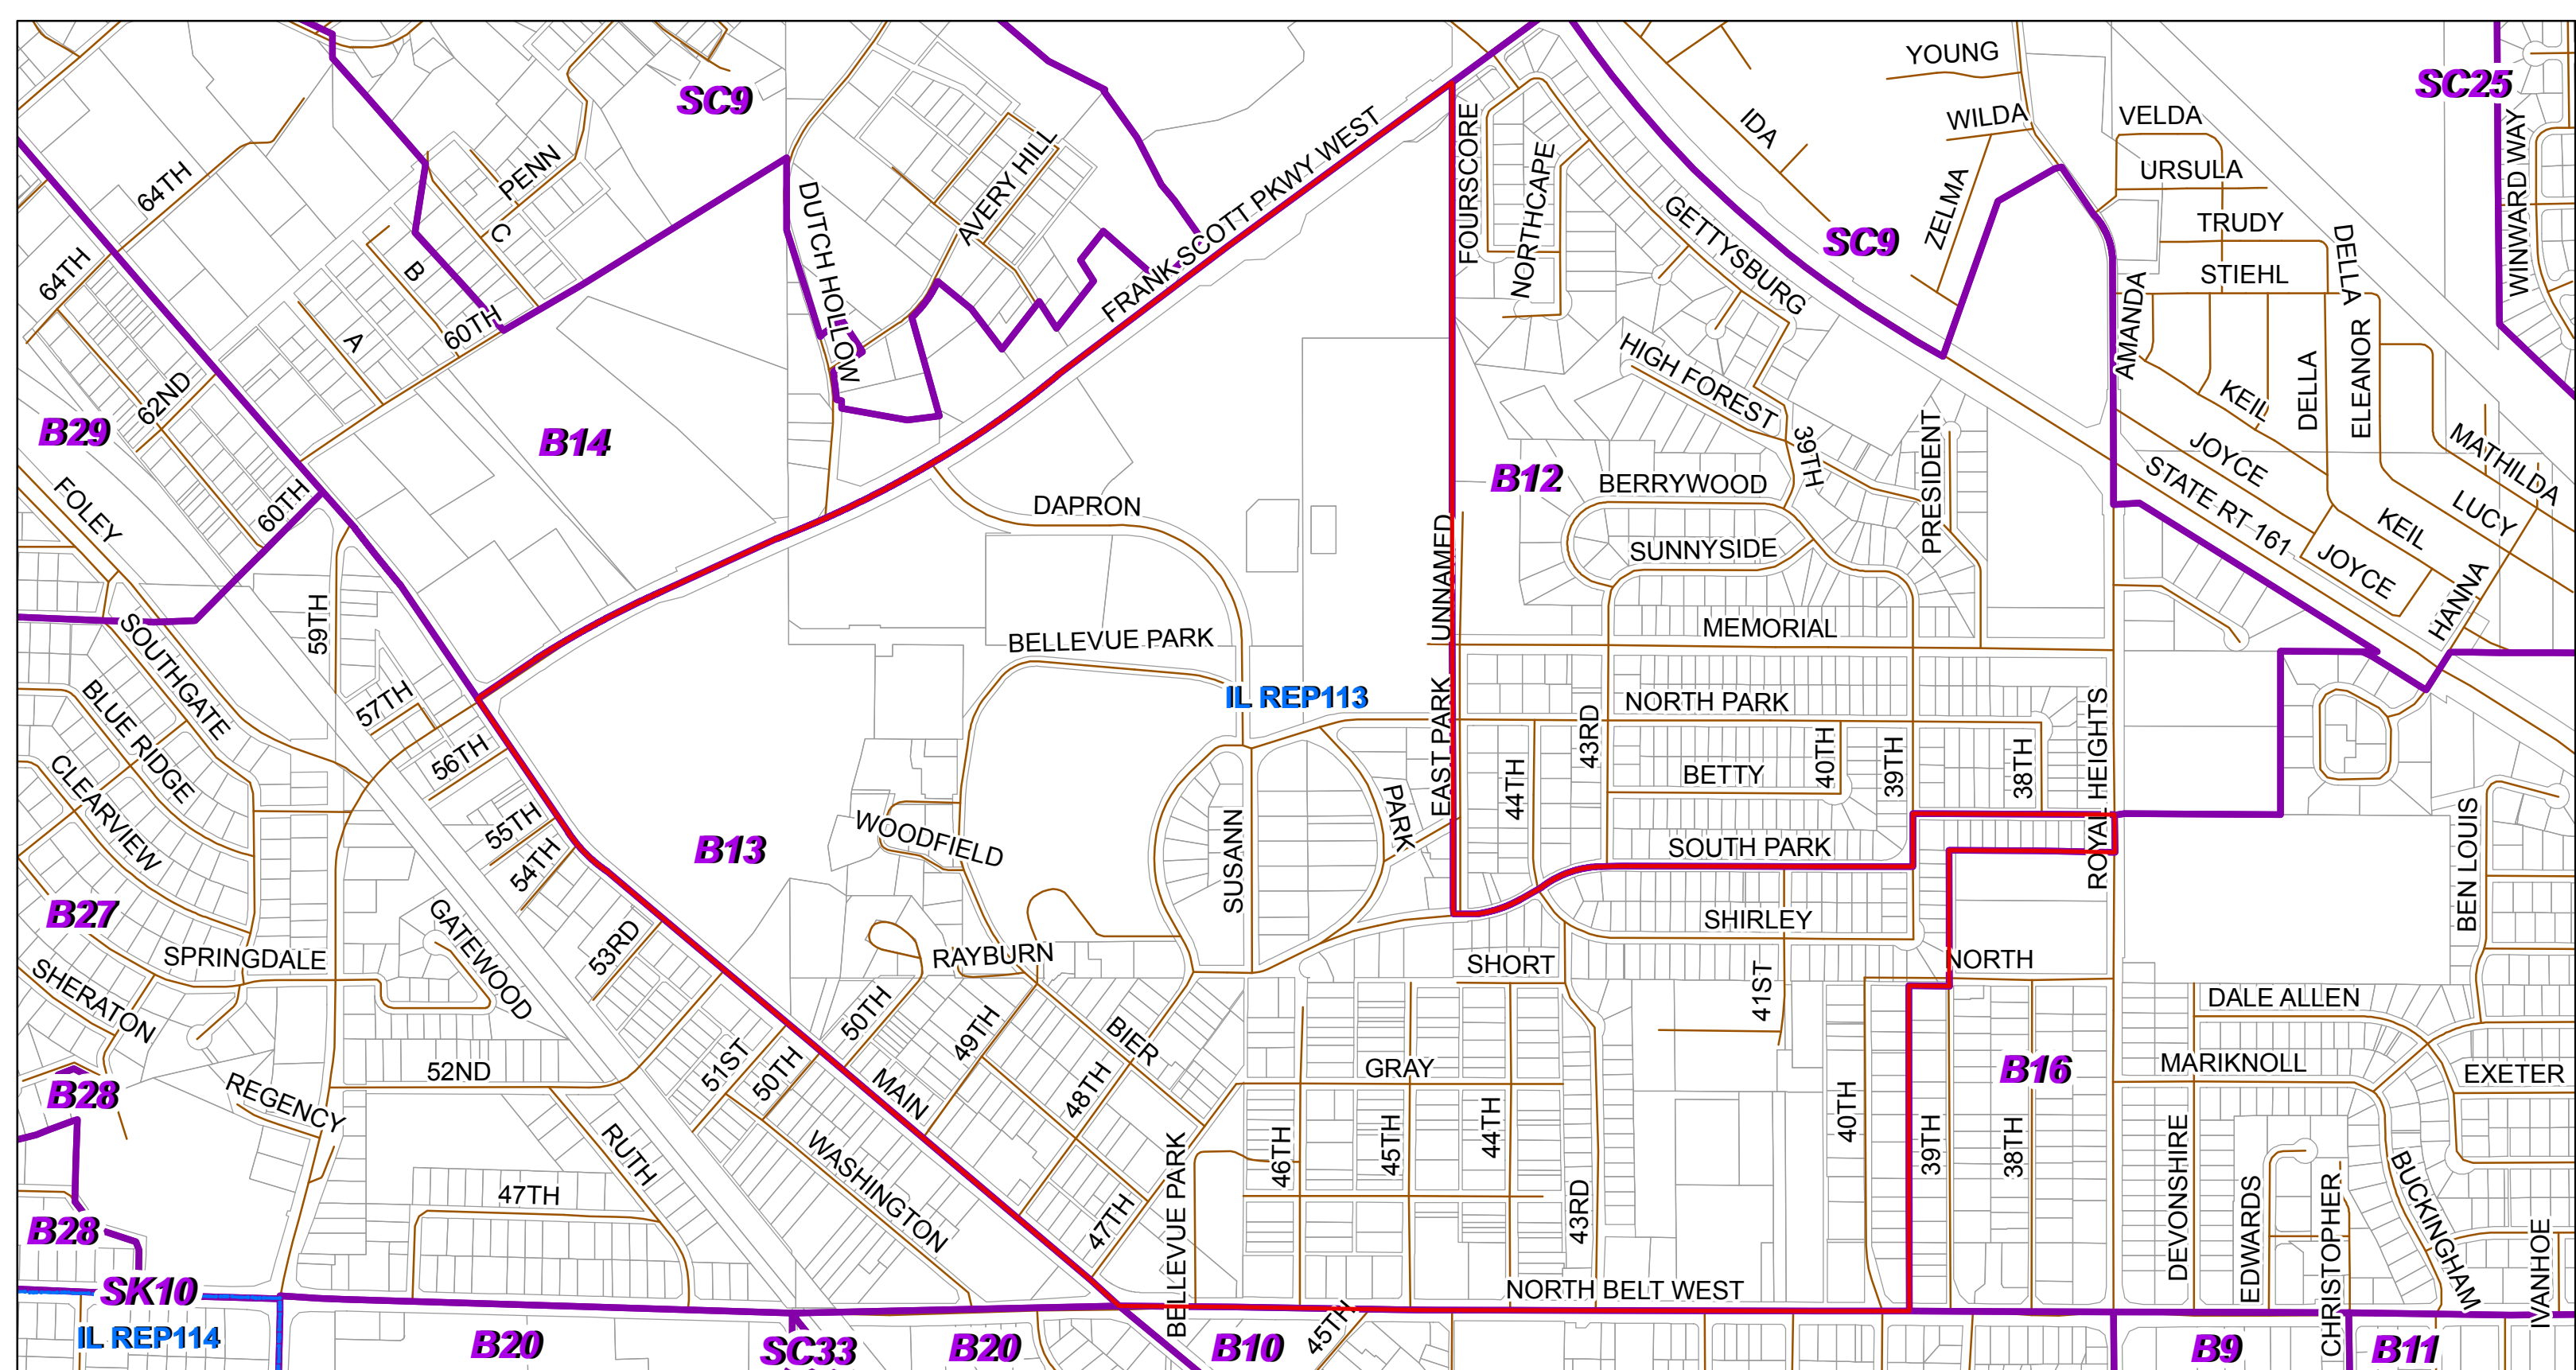 YOUNG
SC25
SC9
IDA
WILDA
VELDA
WINWARD WAY
FOURSCORE
NORTHCAPE
PENN
64TH
AVERY HILL
FRANK SCOTT PKWY WEST
URSULA
ZELMA
GETTYSBURG
TRUDY
DELLA
SC9
C
DUTCH HOLLOW
64TH
B
STIEHL
AMANDA
60TH
A
HIGH FOREST
DELLA
ELEANOR
62ND
KEIL
B29
B14
39TH
PRESIDENT
JOYCE
MATHILDA
B12
BERRYWOOD
STATE RT 161
FOLEY
60TH
DAPRON
LUCY
KEIL
SUNNYSIDE
UNNAMED
JOYCE
HANNA
59TH
SOUTHGATE
BELLEVUE PARK
MEMORIAL
IL REP113
57TH
NORTH PARK
BLUE RIDGE
EAST PARK
43RD
ROYAL HEIGHTS
56TH
BETTY
40TH
39TH
38TH
44TH
CLEARVIEW
PARK
55TH
WOODFIELD
B13
SUSANN
SOUTH PARK
54TH
BEN LOUIS
B27
GATEWOOD
SHIRLEY
53RD
SPRINGDALE
RAYBURN
SHORT
NORTH
SHERATON
41ST
DALE ALLEN
50TH
49TH
BIER
51ST
50TH
52ND
GRAY
B16
MARIKNOLL
EXETER
B28
REGENCY
MAIN
48TH
40TH
39TH
38TH
RUTH
WASHINGTON
46TH
45TH
44TH
DEVONSHIRE
BUCKINGHAM
47TH
47TH
BELLEVUE PARK
43RD
EDWARDS
CHRISTOPHER
IVANHOE
B28
SK10
NORTH BELT WEST
IL REP114
B20
SC33
B20
B10
45TH
B9
B11